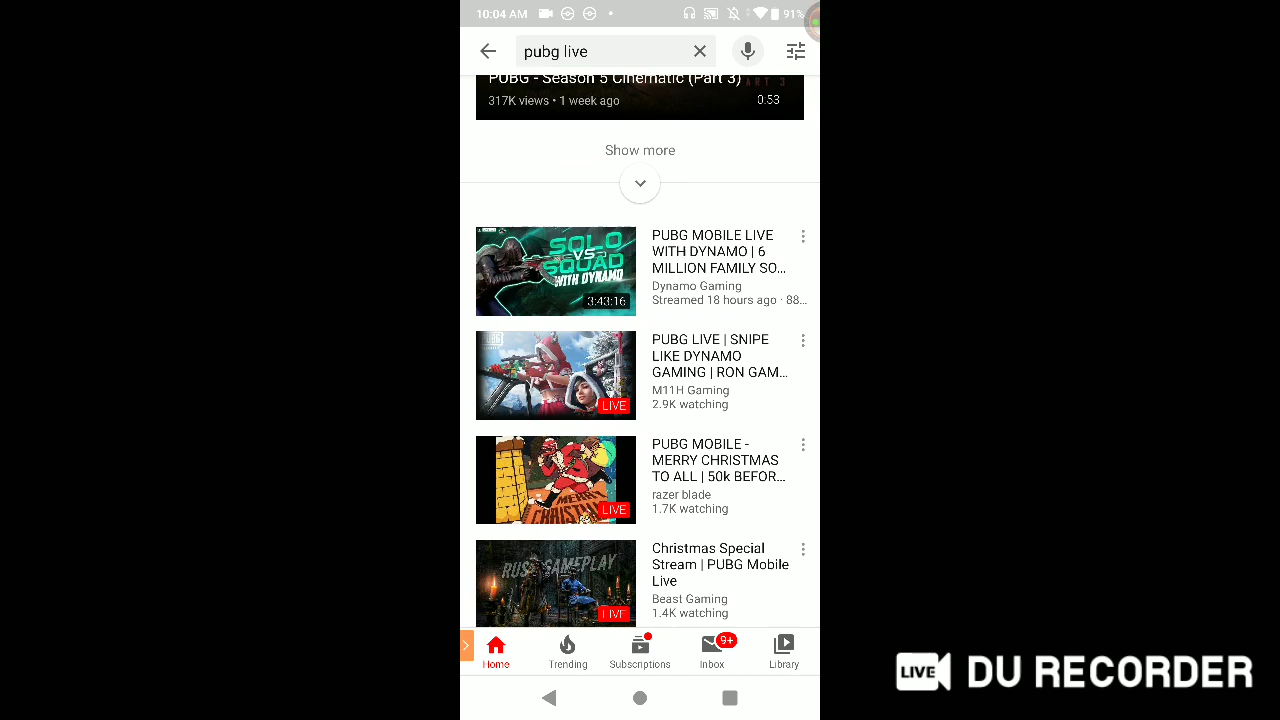 10:04 AM
91%
pubg live
PUBG - Season 5 Cinematic (Part 3)
317K views • 1 week ago
0:53
Show more
SOLO
VS
SQUAD
WITH DYNAMO
3:43:16
PUBG MOBILE LIVE
WITH DYNAMO | 6
MILLION FAMILY SO...
Dynamo Gaming
Streamed 18 hours ago · 88...
PUBG
LIVE
PUBG LIVE | SNIPE
LIKE DYNAMO
GAMING | RON GAM...
M11H Gaming
2.9K watching
MERRY
CHRISTMAS
LIVE
PUBG MOBILE -
MERRY CHRISTMAS
TO ALL | 50k BEFOR...
razer blade
1.7K watching
RUSH GAMEPLAY
LIVE
Christmas Special
Stream | PUBG Mobile
Live
Beast Gaming
1.4K watching
Home
Trending
Subscriptions
9+
Inbox
Library
LIVE DU RECORDER